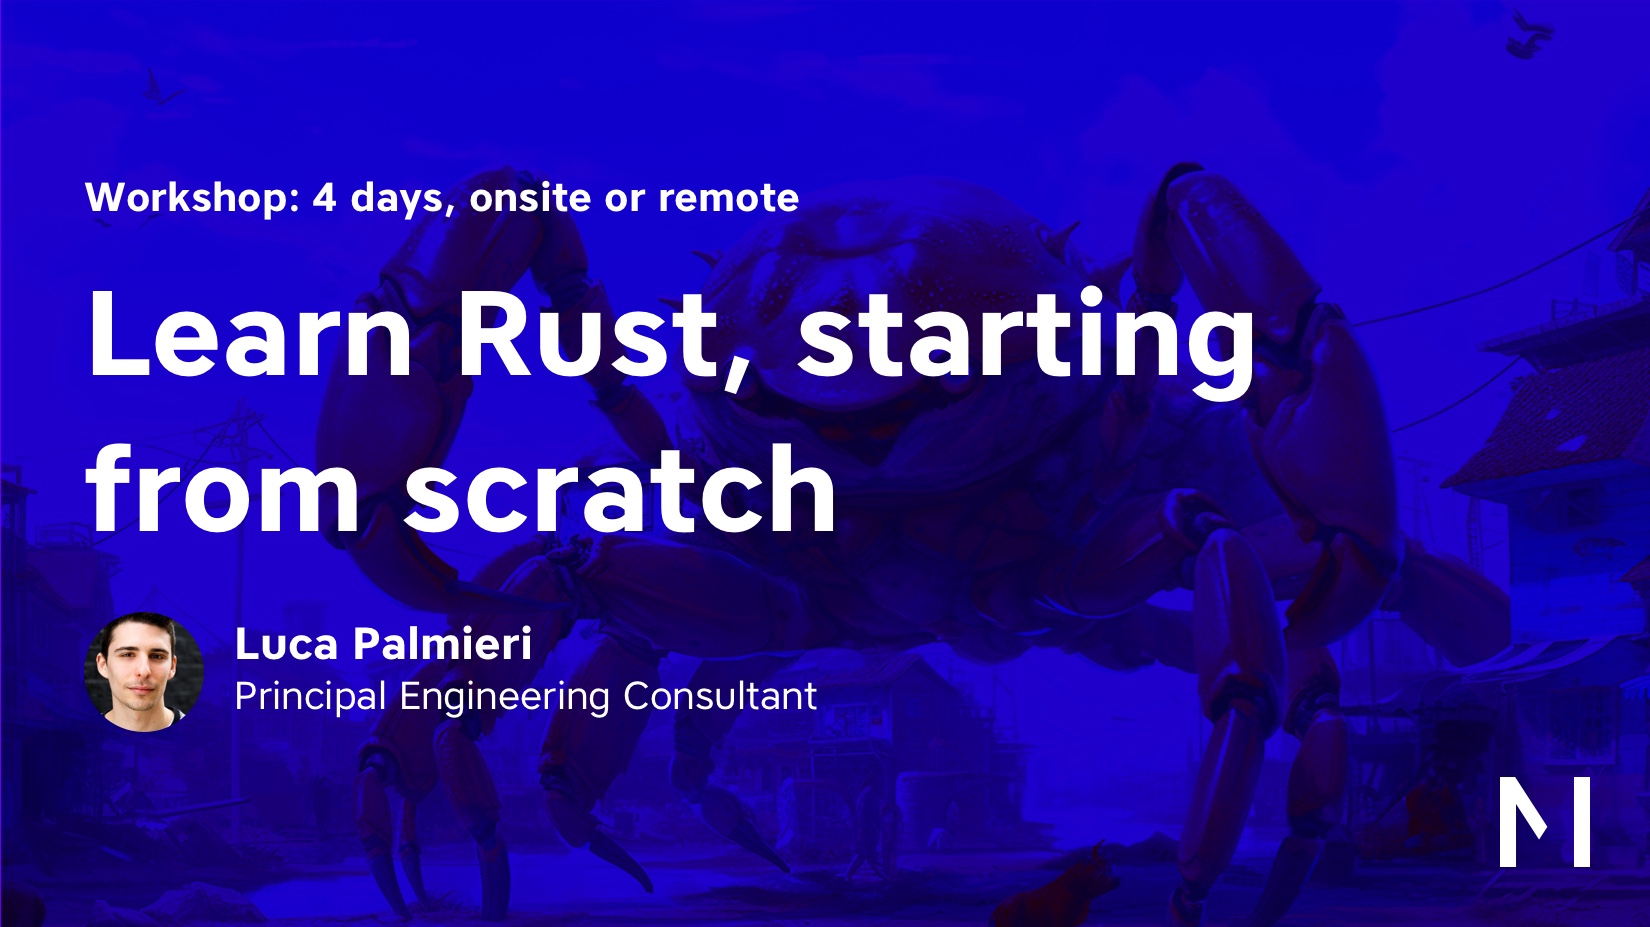 Workshop: 4 days, onsite or remote
Learn Rust, starting
from scratch
Luca Palmieri
Principal Engineering Consultant